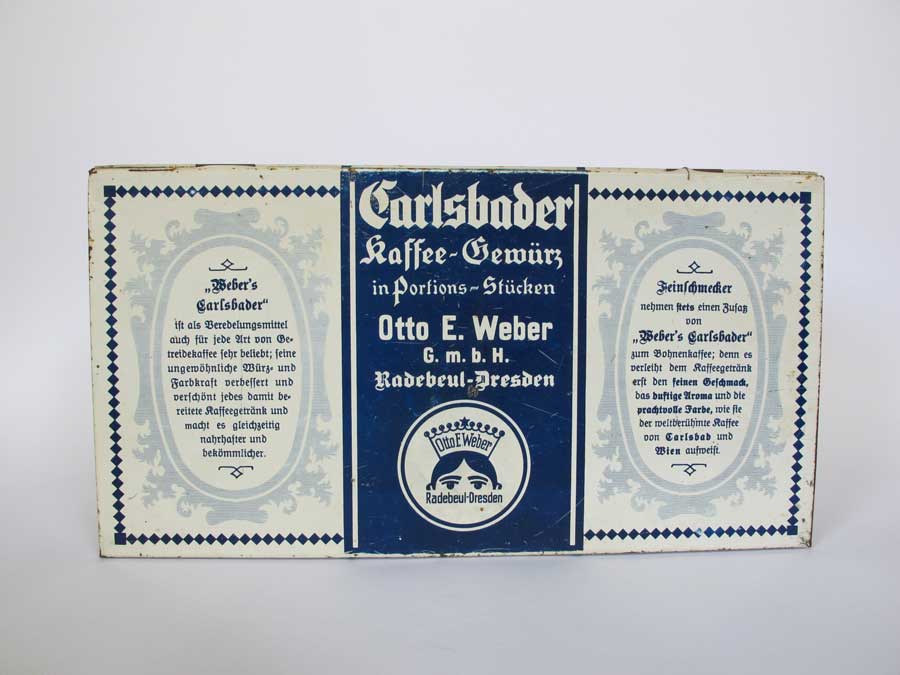 „Weber's
Carlsbader"
ist als Veredelungsmittel
auch für jede Art von Ge-
treidekaffee sehr beliebt; seine
ungewöhnliche Würz- und
Farbkraft verbessert und
verschönt jedes damit be-
reitete Kaffeegetränk und
macht es gleichzeitig
nahrhafter und
bekömmlicher.
Carlsbader
Kaffee-Gewürz
in Portions-Stücken
Otto E. Weber
G. m. b. H.
Radebeul-Dresden
Otto E Weber
Radebeul-Dresden
Feinschmecker
nehmen stets einen Zusatz
von
„Weber's Carlsbader"
zum Bohnenkaffee; denn es
verleiht dem Kaffeegetränk
erst den feinen Geschmack,
das duftige Aroma und die
prachtvolle Farbe, wie sie
der weltberühmte Kaffee
von Carlsbad und
Wien aufweist.